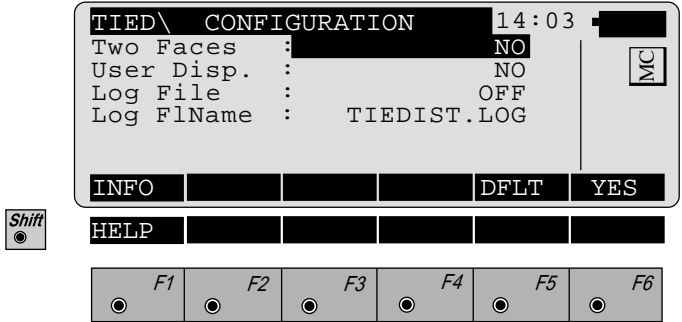 TIED\ CONFIGURATION 14:03
Two Faces : NO
User Disp. : NO
MC
Log File : OFF
Log FlName : TIEDIST.LOG
INFO DFLT YES
Shift
HELP
F1 F2 F3 F4 F5 F6